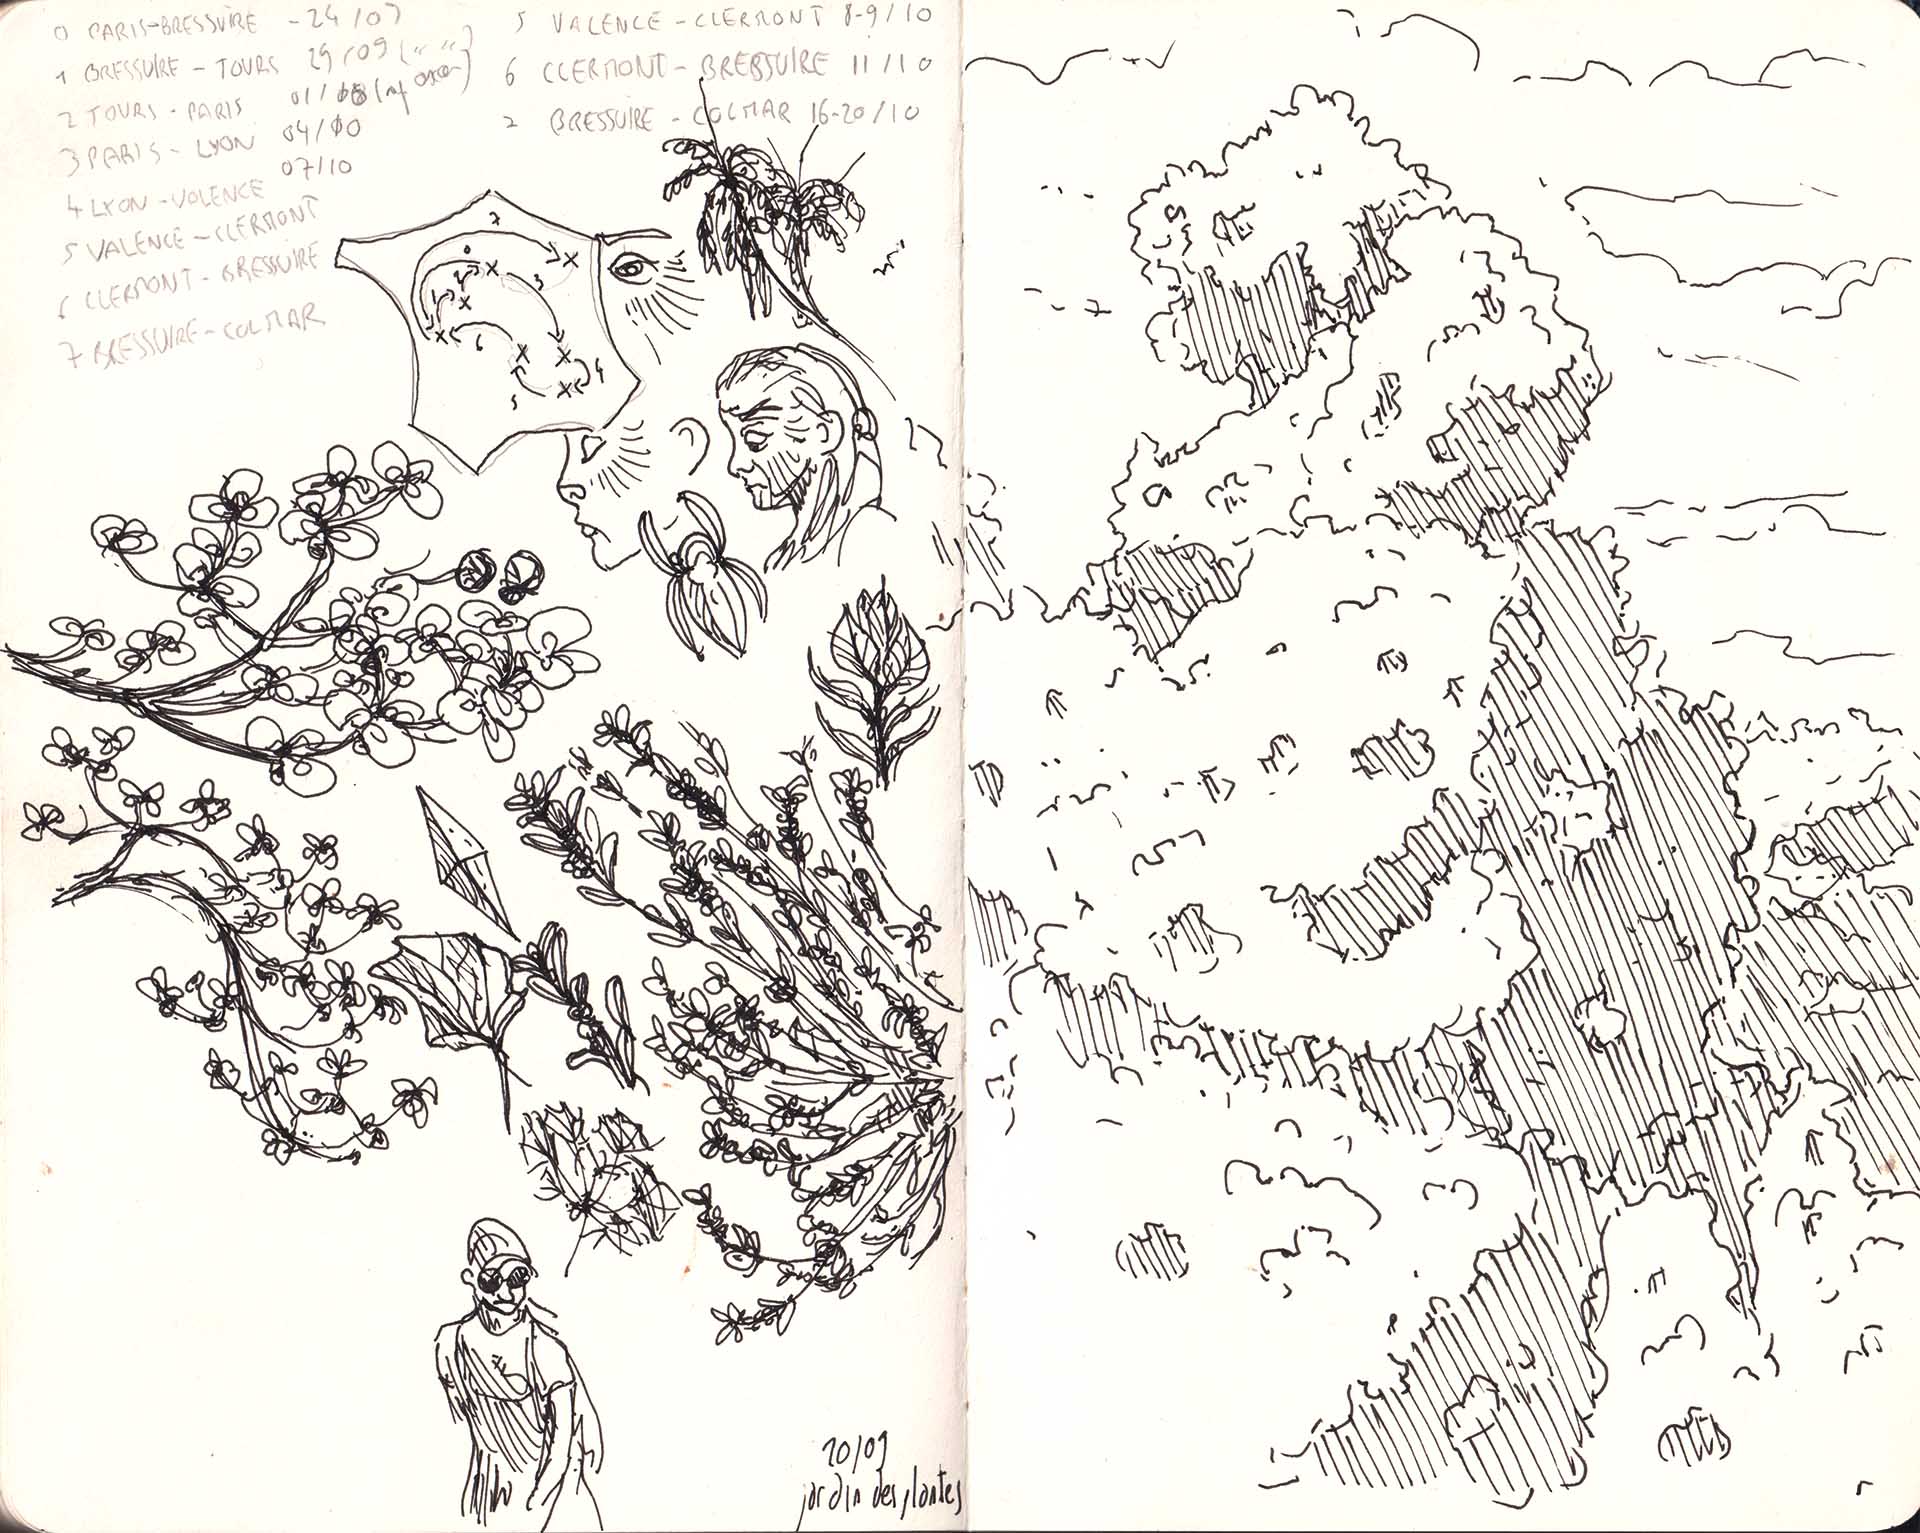 0 PARIS-BRESSUIRE - 24/09
1 BRESSUIRE - TOURS 29/09 (" ")
2 TOURS - PARIS 01/10
3 PARIS - LYON 04/10
07/10
4 LYON - VOLENCE
5 VALENCE - CLERMONT
6 CLERMONT - BRESSUIRE
7 BRESSUIRE - COLMAR
5 VALENCE - CLERMONT 8-9/10
6 CLERMONT - BRESSUIRE 11/10
7 BRESSUIRE - COLMAR 16-20/10
7
0
2
3
1
6
4
5
20/09
jardin des plantes